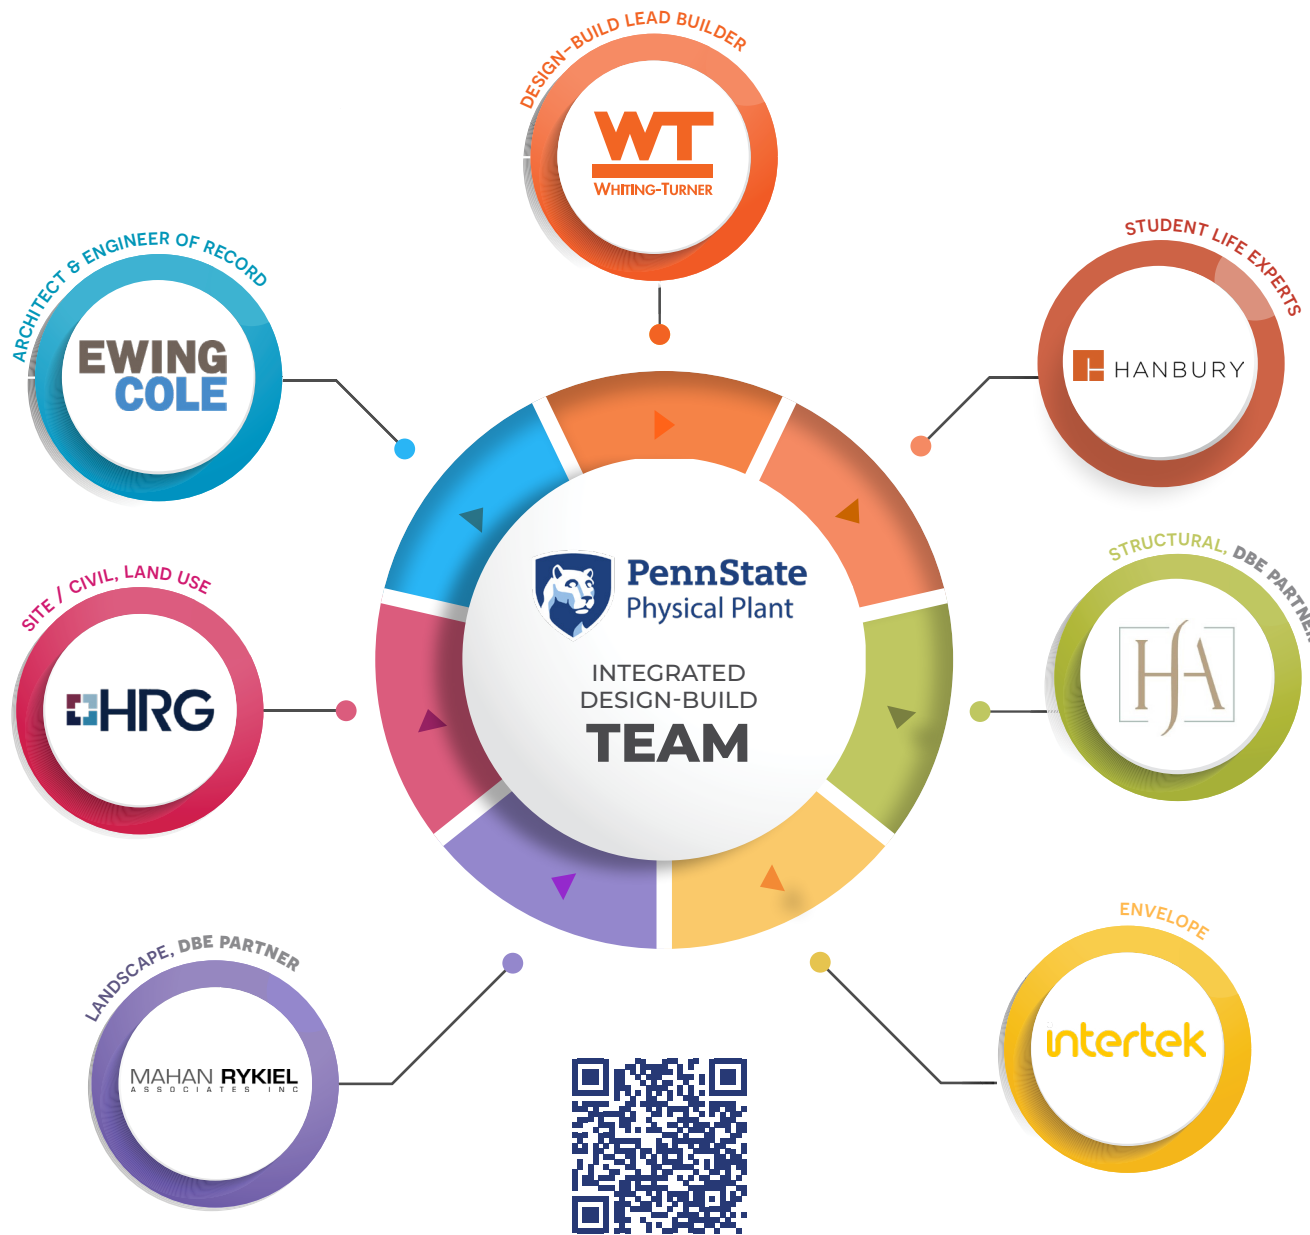 DESIGN-BUILD LEAD BUILDER
WT
WHITING-TURNER
ARCHITECT & ENGINEER OF RECORD
EWING
COLE
STUDENT LIFE EXPERTS
HANBURY
SITE / CIVIL, LAND USE
HRG
PennState
Physical Plant
INTEGRATED
DESIGN-BUILD
TEAM
STRUCTURAL, DBE PARTNER
HSA
LANDSCAPE, DBE PARTNER
MAHAN RYKIEL
ASSOCIATES INC
ENVELOPE
intertek